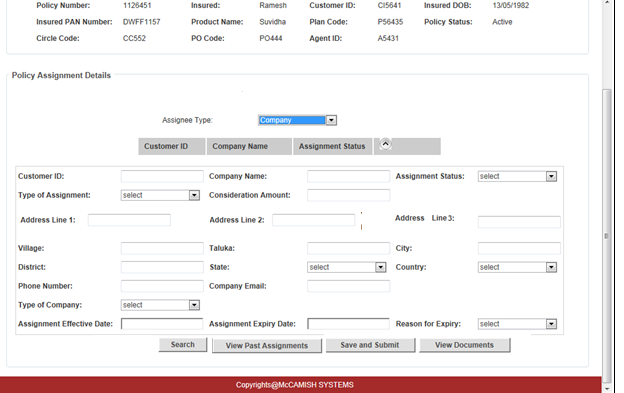 Policy Number: 1126451 Insured: Ramesh Customer ID: CI5641 Insured DOB: 13/05/1982
Insured PAN Number: DWFF1157 Product Name: Suvidha Plan Code: P56435 Policy Status: Active
Circle Code: CC552 PO Code: PO444 Agent ID: A5431
Policy Assignment Details
Assignee Type: Company
Customer ID Company Name Assignment Status
Customer ID: Company Name: Assignment Status: select
Type of Assignment: select Consideration Amount:
Address Line 1: Address Line 2: Address Line3:
Village: Taluka: City:
District: State: select Country: select
Phone Number: Company Email:
Type of Company: select
Assignment Effective Date: Assignment Expiry Date: Reason for Expiry: select
Search View Past Assignments Save and Submit View Documents
Copyrights@McCAMISH SYSTEMS